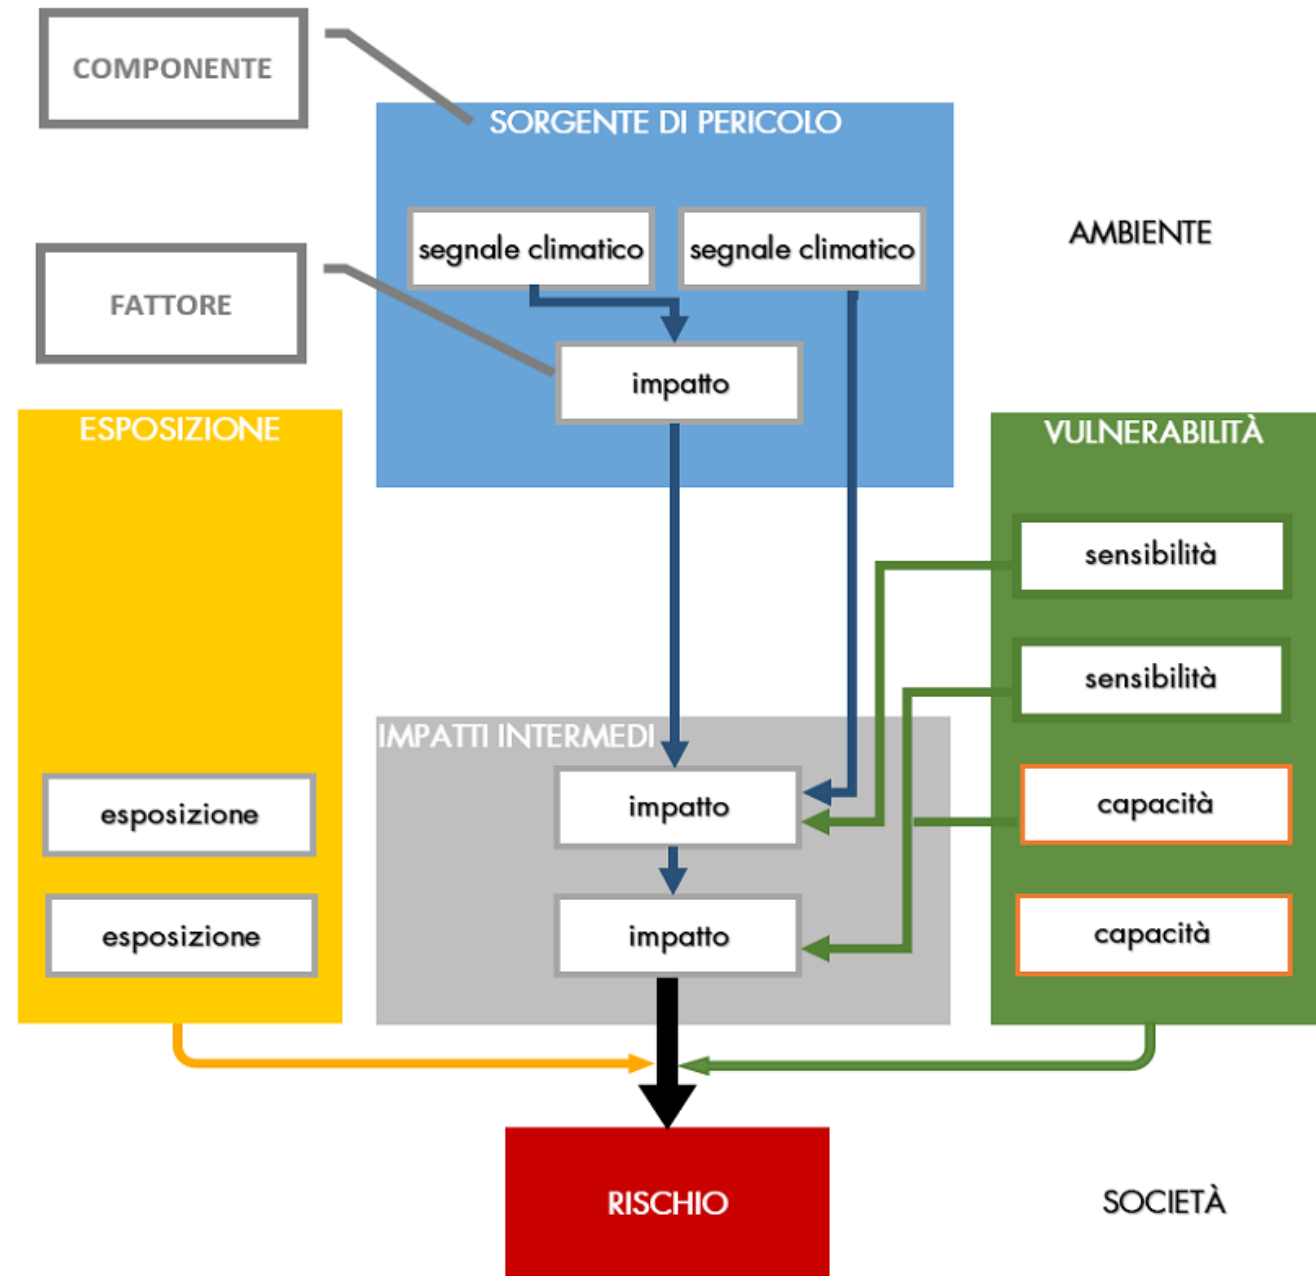 COMPONENTE
SORGENTE DI PERICOLO
AMBIENTE
segnale climatico
segnale climatico
FATTORE
impatto
ESPOSIZIONE
VULNERABILITÀ
sensibilità
sensibilità
IMPATTI INTERMEDI
esposizione
impatto
capacità
esposizione
impatto
capacità
RISCHIO
SOCIETÀ